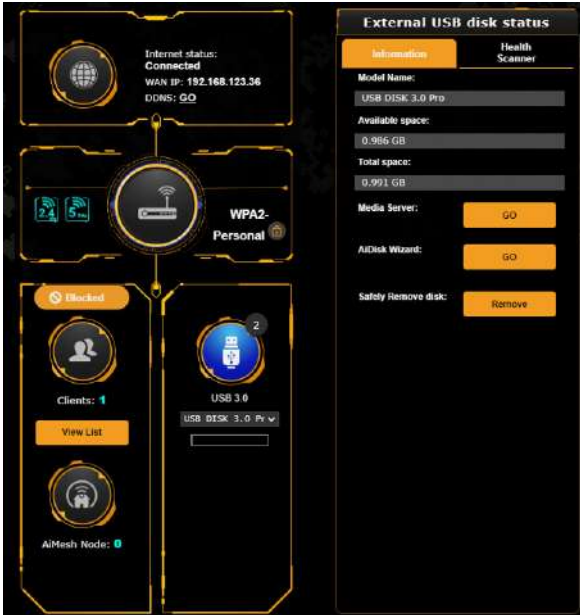 Internet status:
Connected
WAN IP: 192.168.123.36
DDNS: GO
2.4
5
WPA2-
Personal
Blocked
Clients: 1
View List
AiMesh Node: 0
2
USB 3.0
USB DISK 3.0 Pr
External USB disk status
Information
Health
Scanner
Model Name:
USB DISK 3.0 Pro
Available space:
0.986 GB
Total space:
0.991 GB
Media Server:
GO
AiDisk Wizard:
GO
Safely Remove disk:
Remove